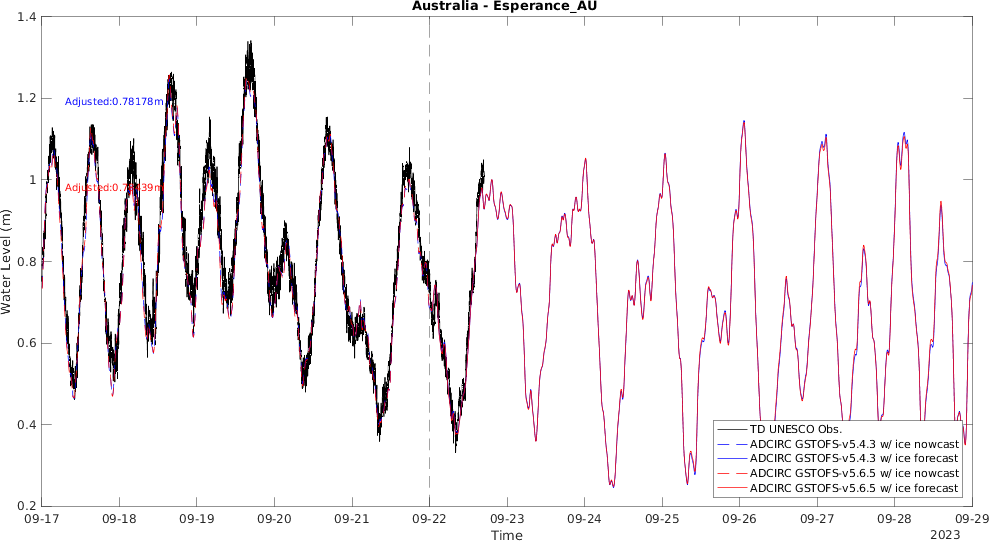 Australia - Esperance_AU
1.4
1.2
1
0.8
0.6
0.4
0.2
Water Level (m)
Adjusted:0.78178m
TD UNESCO Obs.
ADCIRC GSTOFS-v5.4.3 w/ ice nowcast
ADCIRC GSTOFS-v5.4.3 w/ ice forecast
ADCIRC GSTOFS-v5.6.5 w/ ice nowcast
ADCIRC GSTOFS-v5.6.5 w/ ice forecast
09-17 09-18 09-19 09-20 09-21 09-22 09-23 09-24 09-25 09-26 09-27 09-28 09-29
Time
2023